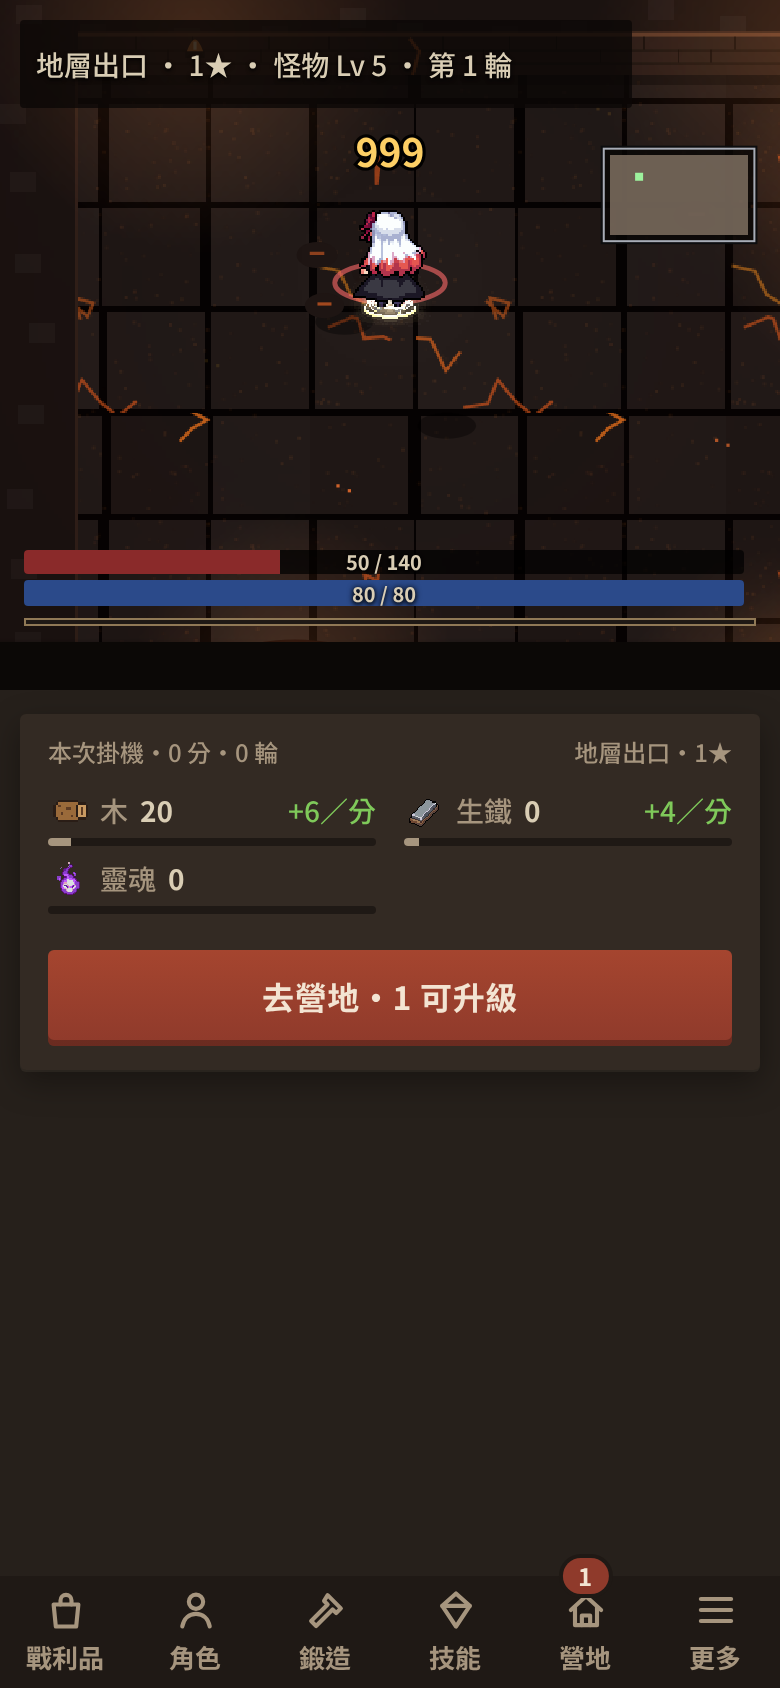 地層出口 • 1★ • 怪物 Lv 5 • 第 1 輪
999
50 / 140
80 / 80
本次掛機・0 分・0 輪
地層出口・1★
木 20 +6／分
生鐵 0 +4／分
靈魂 0
去營地・1 可升級
1
戰利品
角色
鍛造
技能
營地
更多